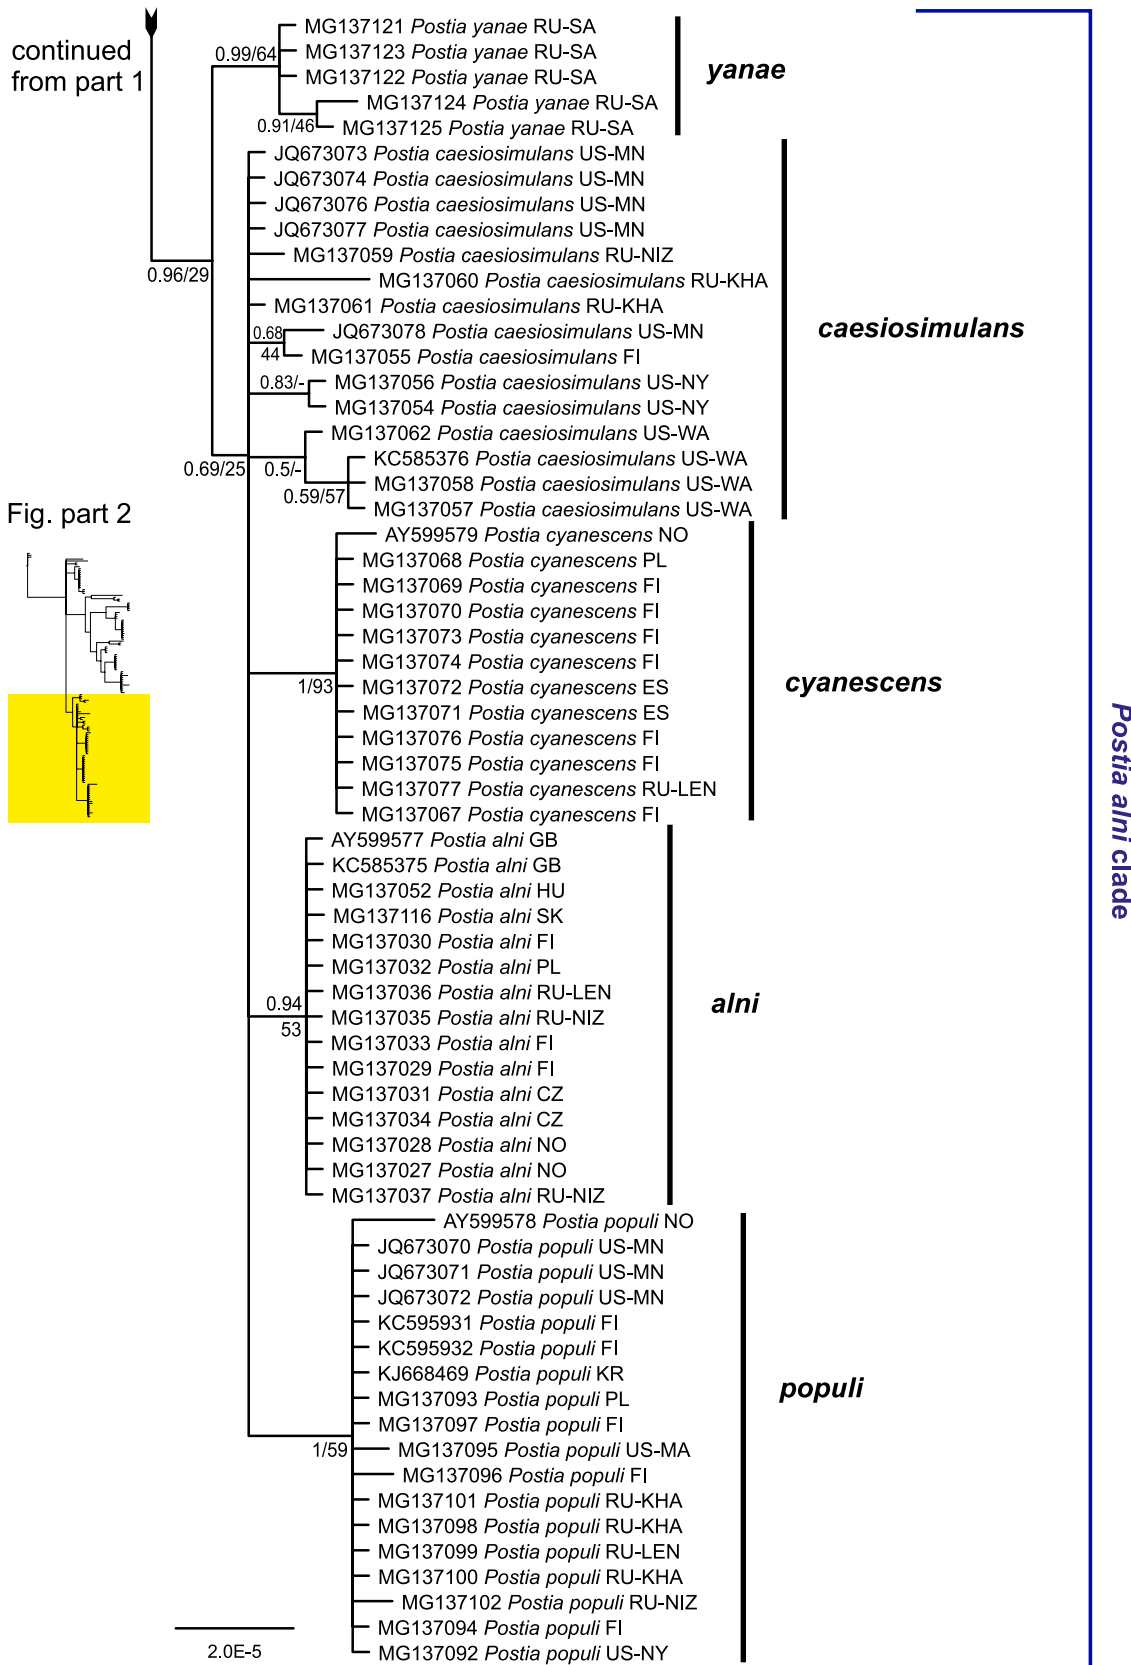 continued
from part 1
0.99/64
MG137121 Postia yanae RU-SA
MG137123 Postia yanae RU-SA
MG137122 Postia yanae RU-SA
MG137124 Postia yanae RU-SA
0.91/46
MG137125 Postia yanae RU-SA
yanae
JQ673073 Postia caesiosimulans US-MN
JQ673074 Postia caesiosimulans US-MN
JQ673076 Postia caesiosimulans US-MN
JQ673077 Postia caesiosimulans US-MN
MG137059 Postia caesiosimulans RU-NIZ
0.96/29
MG137060 Postia caesiosimulans RU-KHA
MG137061 Postia caesiosimulans RU-KHA
0.68
44
JQ673078 Postia caesiosimulans US-MN
MG137055 Postia caesiosimulans FI
0.83/-
MG137056 Postia caesiosimulans US-NY
MG137054 Postia caesiosimulans US-NY
MG137062 Postia caesiosimulans US-WA
0.69/25
0.5/-
KC585376 Postia caesiosimulans US-WA
0.59/57
MG137058 Postia caesiosimulans US-WA
MG137057 Postia caesiosimulans US-WA
caesiosimulans
Fig. part 2
AY599579 Postia cyanescens NO
MG137068 Postia cyanescens PL
MG137069 Postia cyanescens FI
MG137070 Postia cyanescens FI
MG137073 Postia cyanescens FI
MG137074 Postia cyanescens FI
1/93
MG137072 Postia cyanescens ES
MG137071 Postia cyanescens ES
MG137076 Postia cyanescens FI
MG137075 Postia cyanescens FI
MG137077 Postia cyanescens RU-LEN
MG137067 Postia cyanescens FI
cyanescens
Postia alni clade
AY599577 Postia alni GB
KC585375 Postia alni GB
MG137052 Postia alni HU
MG137116 Postia alni SK
MG137030 Postia alni FI
MG137032 Postia alni PL
MG137036 Postia alni RU-LEN
0.94
53
MG137035 Postia alni RU-NIZ
MG137033 Postia alni FI
MG137029 Postia alni FI
MG137031 Postia alni CZ
MG137034 Postia alni CZ
MG137028 Postia alni NO
MG137027 Postia alni NO
MG137037 Postia alni RU-NIZ
alni
AY599578 Postia populi NO
JQ673070 Postia populi US-MN
JQ673071 Postia populi US-MN
JQ673072 Postia populi US-MN
KC595931 Postia populi FI
KC595932 Postia populi FI
KJ668469 Postia populi KR
MG137093 Postia populi PL
MG137097 Postia populi FI
1/59
MG137095 Postia populi US-MA
MG137096 Postia populi FI
MG137101 Postia populi RU-KHA
MG137098 Postia populi RU-KHA
MG137099 Postia populi RU-LEN
MG137100 Postia populi RU-KHA
MG137102 Postia populi RU-NIZ
MG137094 Postia populi FI
MG137092 Postia populi US-NY
populi
2.0E-5